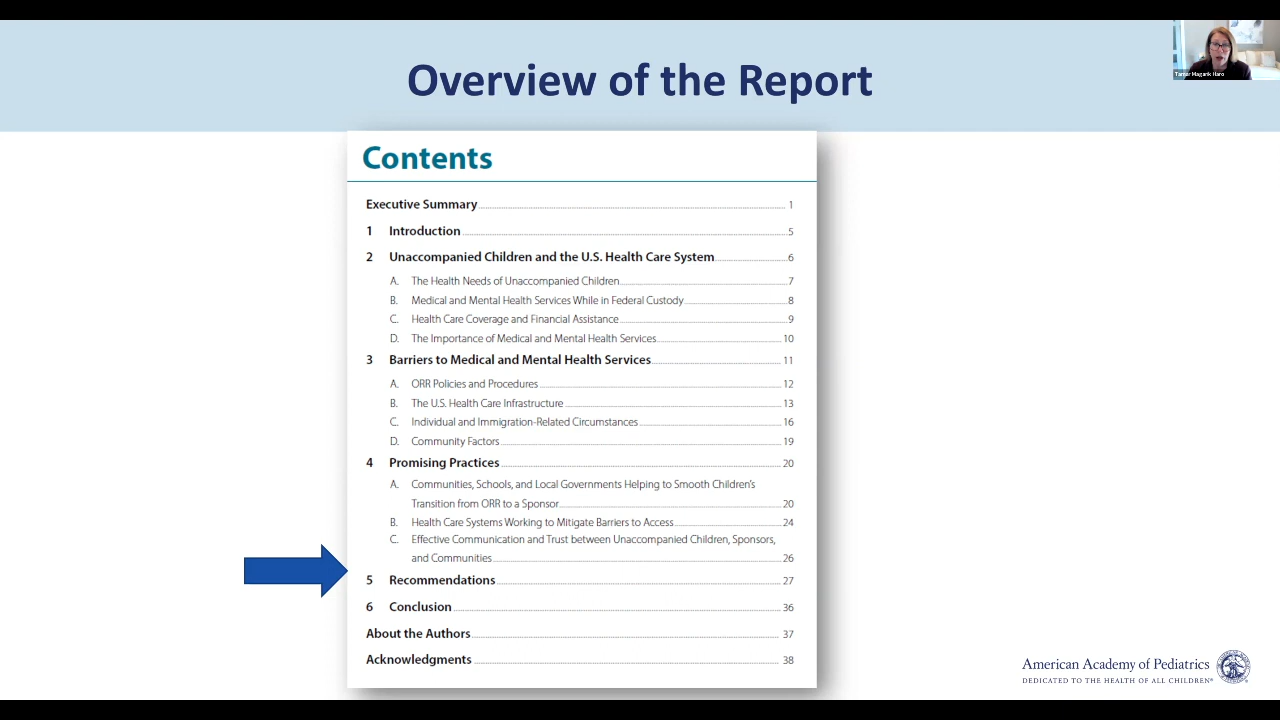 Overview of the Report
Tamar Magarik Haro
Contents
Executive Summary 1
1 Introduction 5
2 Unaccompanied Children and the U.S. Health Care System 6
A. The Health Needs of Unaccompanied Children 7
B. Medical and Mental Health Services While in Federal Custody 8
C. Health Care Coverage and Financial Assistance 9
D. The Importance of Medical and Mental Health Services 10
3 Barriers to Medical and Mental Health Services 11
A. ORR Policies and Procedures 12
B. The U.S. Health Care Infrastructure 13
C. Individual and Immigration-Related Circumstances 16
D. Community Factors 19
4 Promising Practices 20
A. Communities, Schools, and Local Governments Helping to Smooth Children's
Transition from ORR to a Sponsor 20
B. Health Care Systems Working to Mitigate Barriers to Access 24
C. Effective Communication and Trust between Unaccompanied Children, Sponsors,
and Communities 26
5 Recommendations 27
6 Conclusion 36
About the Authors 37
Acknowledgments 38
American Academy of Pediatrics
DEDICATED TO THE HEALTH OF ALL CHILDREN®